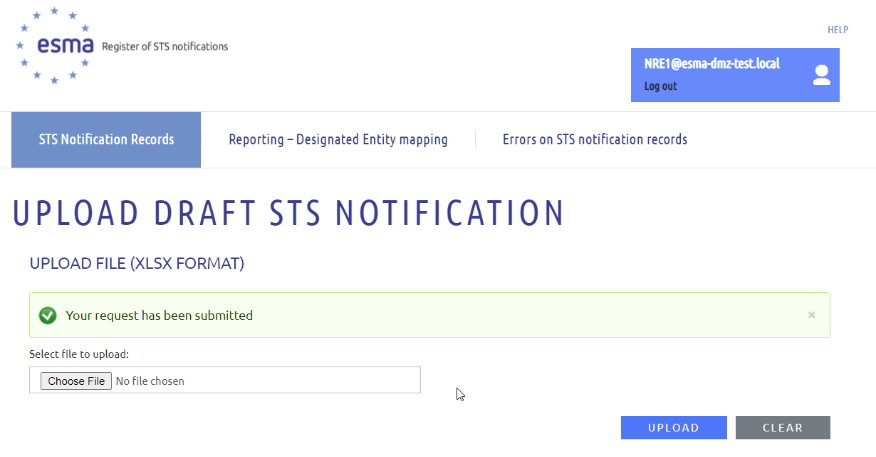 esma Register of STS notifications
HELP
NRE1@esma-dmz-test.local
Log out
STS Notification Records
Reporting – Designated Entity mapping
Errors on STS notification records
UPLOAD DRAFT STS NOTIFICATION
UPLOAD FILE (XLSX FORMAT)
Your request has been submitted
×
Select file to upload:
Choose File No file chosen
UPLOAD
CLEAR